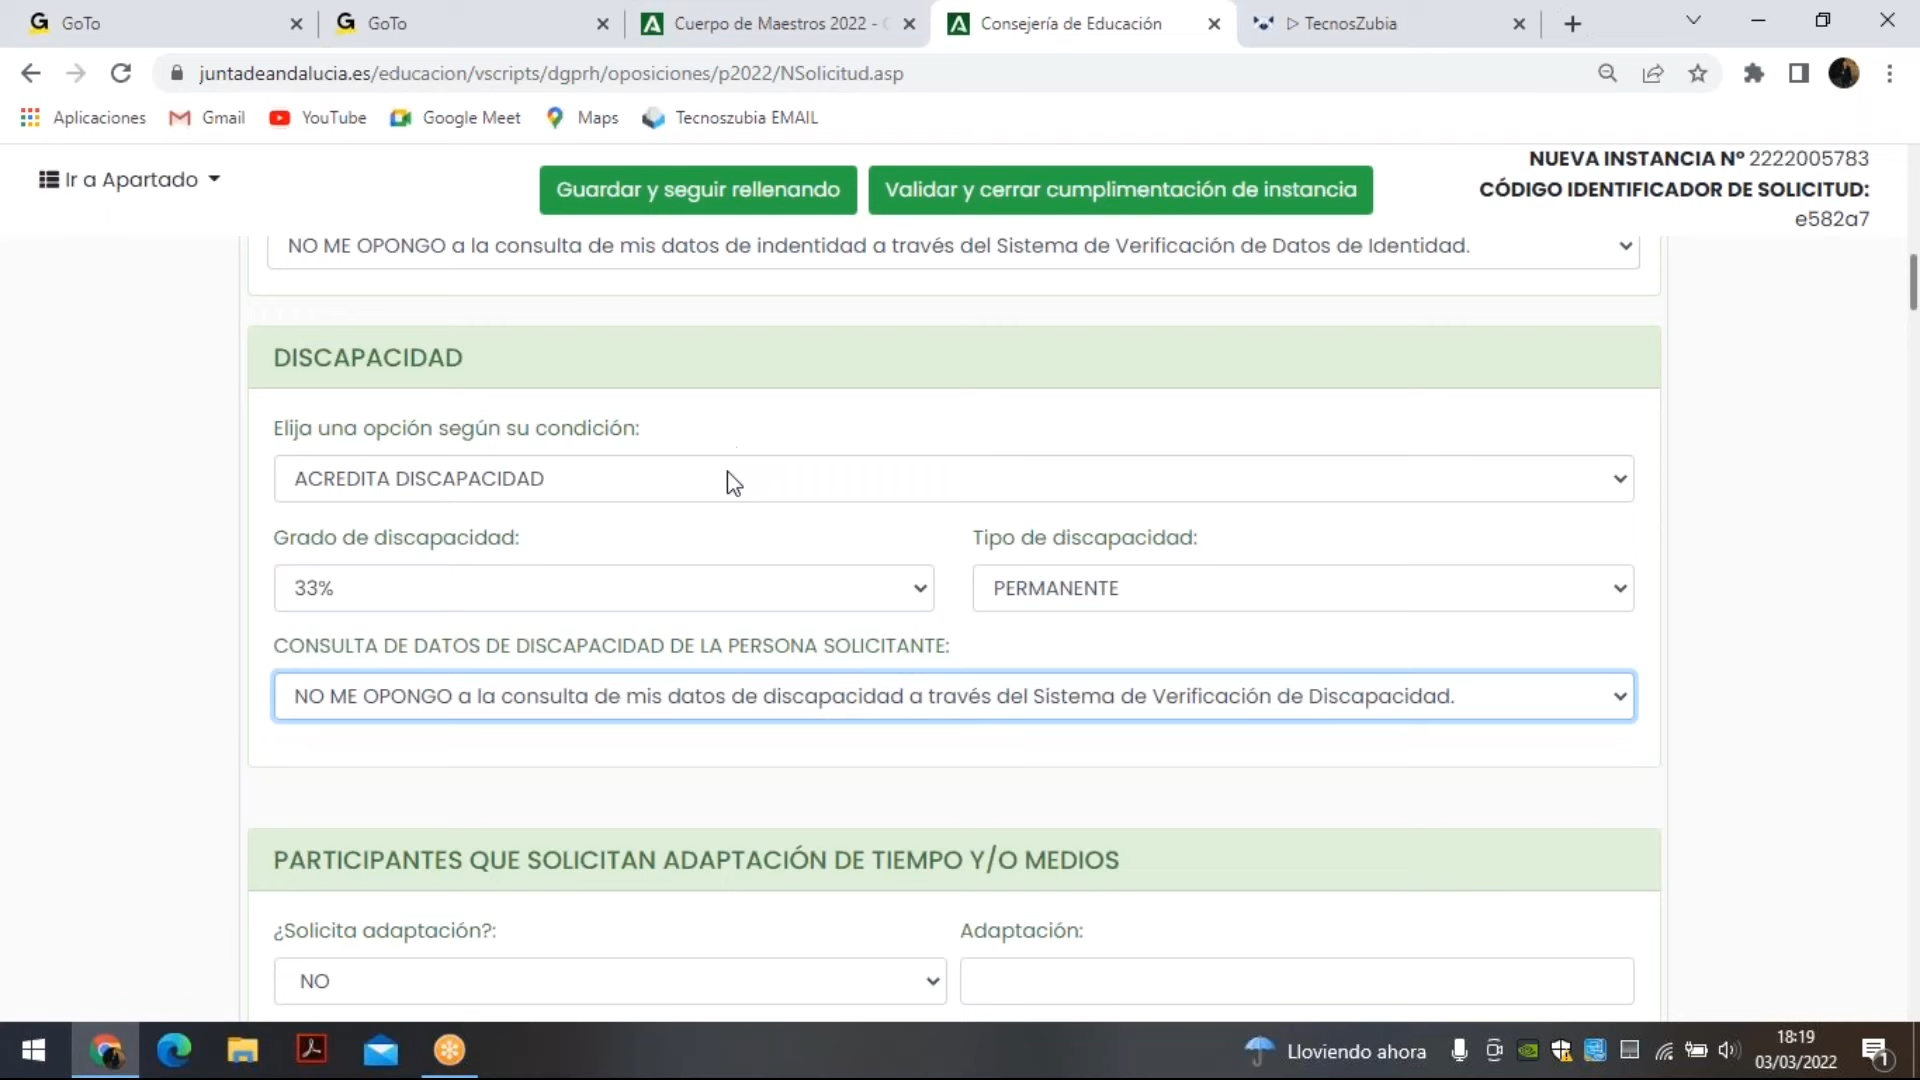 GoTo
GoTo
Cuerpo de Maestros 2022 -
Consejería de Educación
▷ TecnosZubia
juntadeandalucia.es/educacion/vscripts/dgprh/oposiciones/p2022/NSolicitud.asp
Aplicaciones
Gmail
YouTube
Google Meet
Maps
Tecnoszubia EMAIL
Ir a Apartado
Guardar y seguir rellenando
Validar y cerrar cumplimentación de instancia
NUEVA INSTANCIA Nº 2222005783
CÓDIGO IDENTIFICADOR DE SOLICITUD:
e582a7
NO ME OPONGO a la consulta de mis datos de indentidad a través del Sistema de Verificación de Datos de Identidad.
DISCAPACIDAD
Elija una opción según su condición:
ACREDITA DISCAPACIDAD
Grado de discapacidad:
Tipo de discapacidad:
33%
PERMANENTE
CONSULTA DE DATOS DE DISCAPACIDAD DE LA PERSONA SOLICITANTE:
NO ME OPONGO a la consulta de mis datos de discapacidad a través del Sistema de Verificación de Discapacidad.
PARTICIPANTES QUE SOLICITAN ADAPTACIÓN DE TIEMPO Y/O MEDIOS
¿Solicita adaptación?:
Adaptación:
NO
Lloviendo ahora
18:19
03/03/2022
1